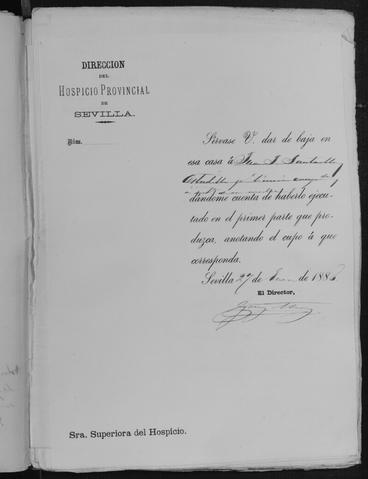 DIRECCION
DEL
HOSPICIO PROVINCIAL
DE
SEVILLA.
Núm.
Sírvase V. dar de baja en
esa casa á
dándome cuenta de haberlo ejecu-
tado en el primer parte que pro-
duzca, anotando el cupo á que
corresponda.
Sevilla 27 de de 188
El Director,
Sra. Superiora del Hospicio.